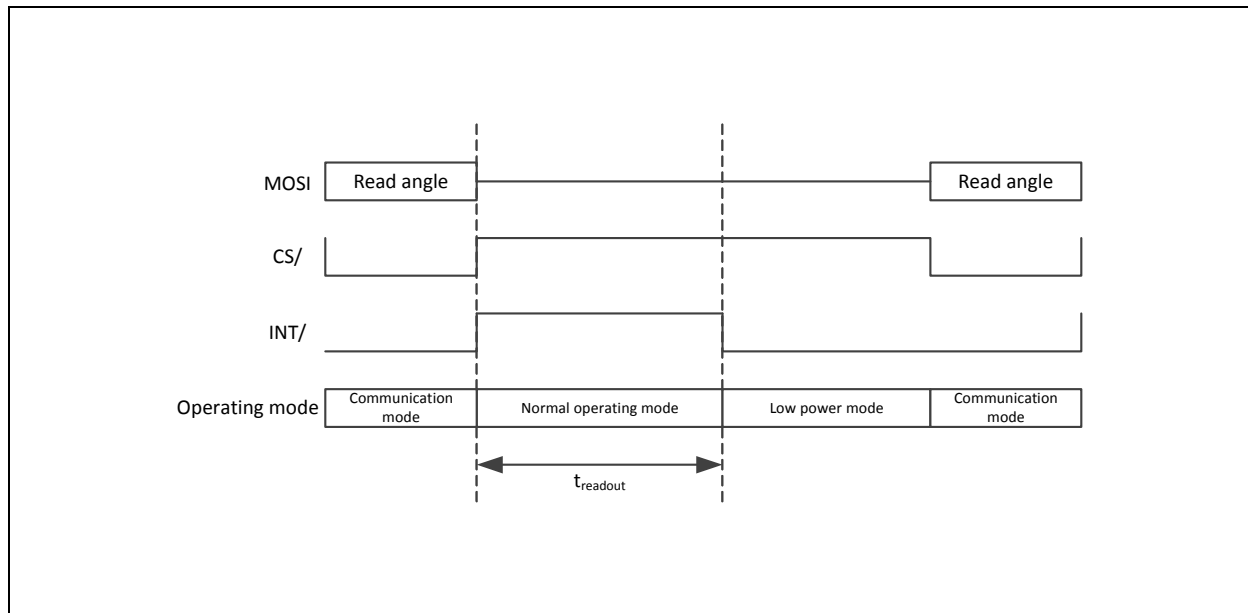 MOSI
Read angle
Read angle
CS/
INT/
Operating mode
Communication
mode
Normal operating mode
Low power mode
Communication
mode
treadout